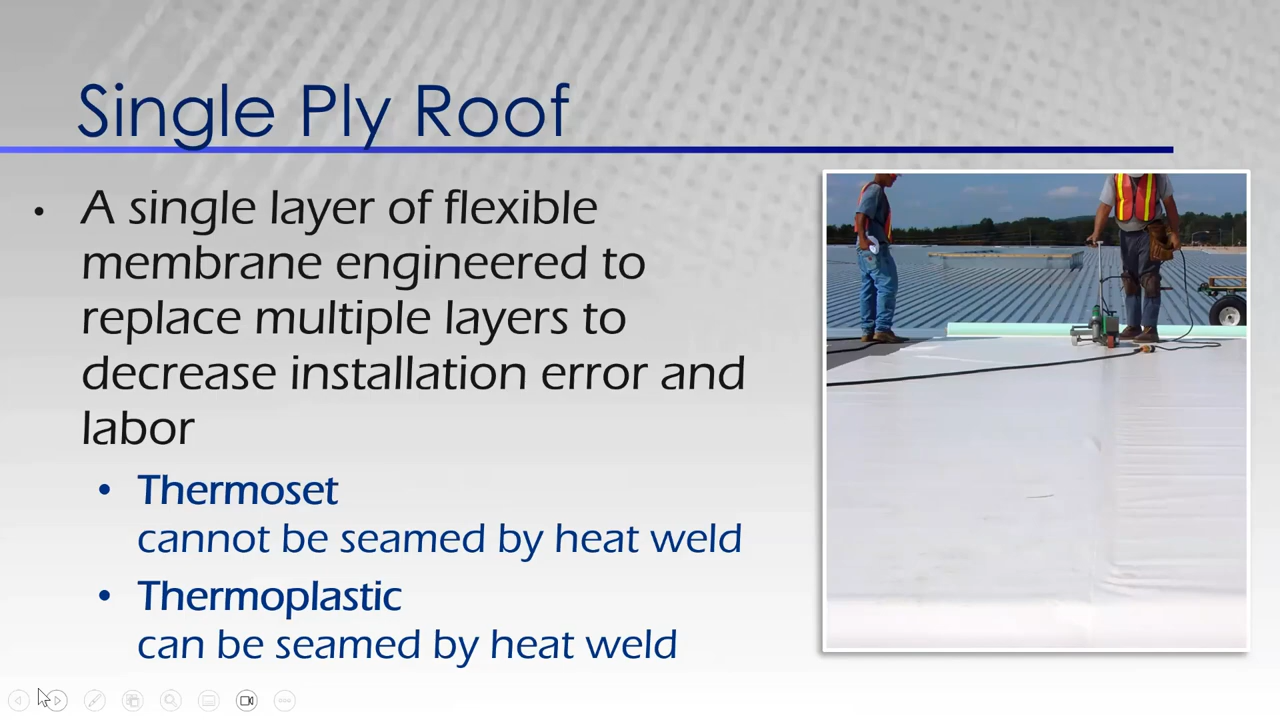 Single Ply Roof
• A single layer of flexible
membrane engineered to
replace multiple layers to
decrease installation error and
labor
• Thermoset
cannot be seamed by heat weld
• Thermoplastic
can be seamed by heat weld